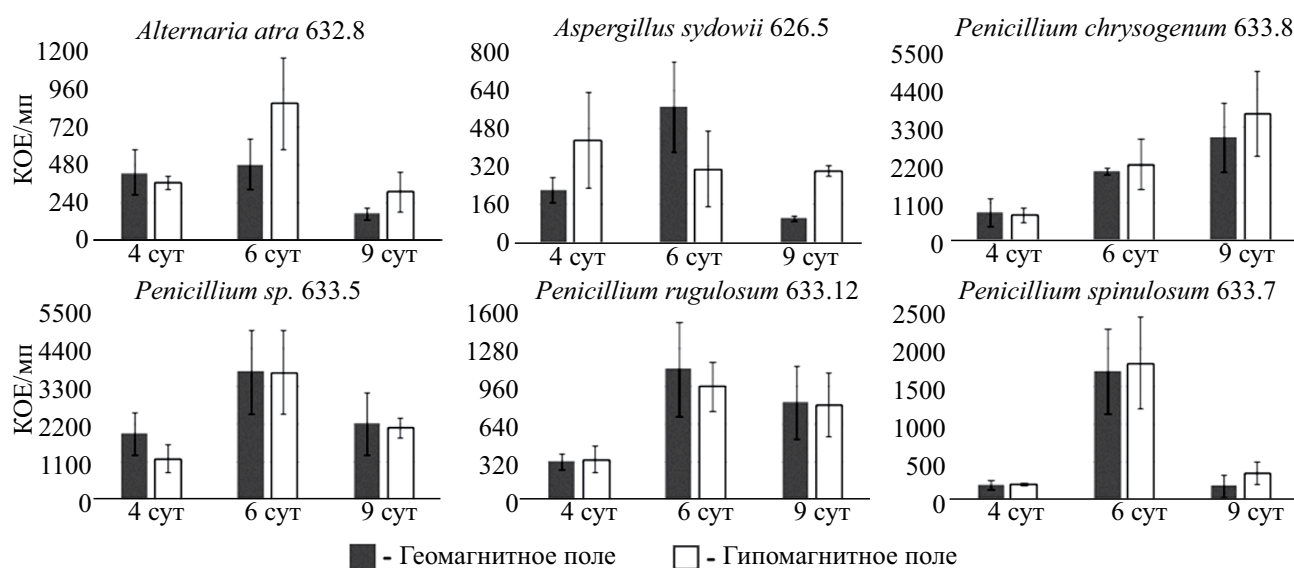 Alternaria atra 632.8
КОЕ/мп
1200
960
720
480
240
0
4 сут 6 сут 9 сут
Aspergillus sydowii 626.5
800
640
480
320
160
0
4 сут 6 сут 9 сут
Penicillium chrysogenum 633.8
5500
4400
3300
2200
1100
0
4 сут 6 сут 9 сут
Penicillium sp. 633.5
КОЕ/мп
5500
4400
3300
2200
1100
0
4 сут 6 сут 9 сут
Penicillium rugulosum 633.12
1600
1280
960
640
320
0
4 сут 6 сут 9 сут
Penicillium spinulosum 633.7
2500
2000
1500
1000
500
0
4 сут 6 сут 9 сут
- Геомагнитное поле - Гипомагнитное поле